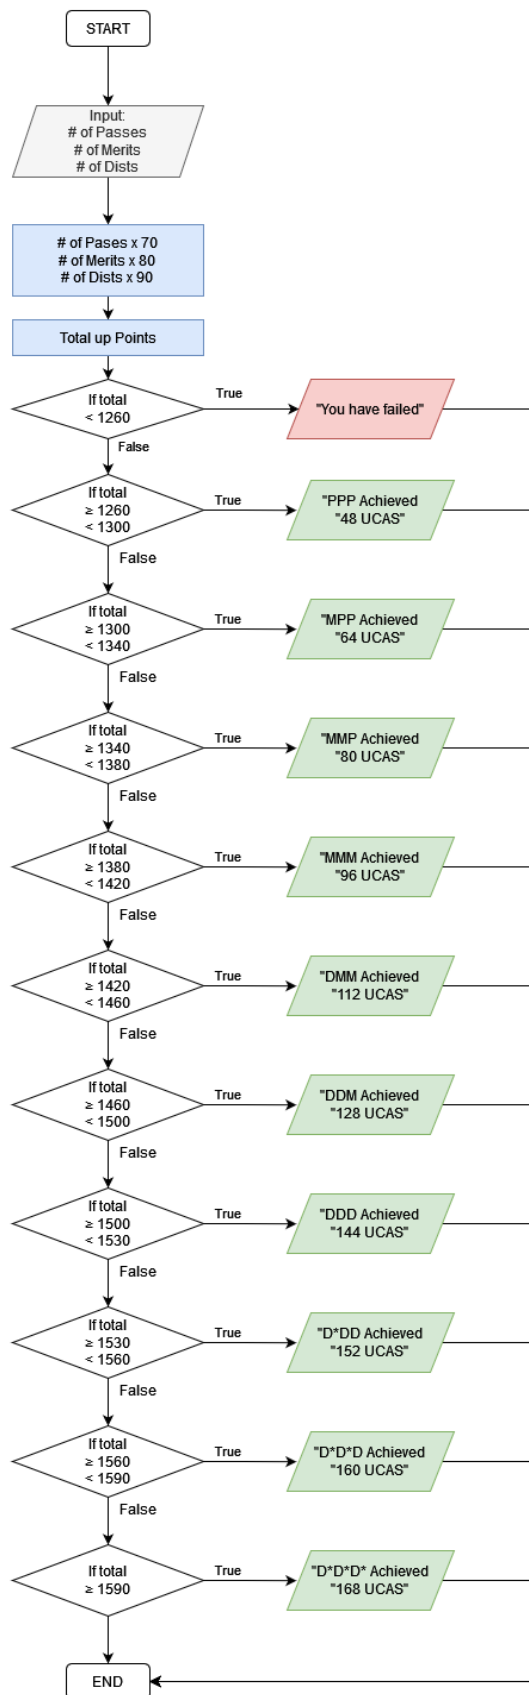 START
Input:
# of Passes
# of Merits
# of Dists
# of Pases x 70
# of Merits x 80
# of Dists x 90
Total up Points
If total
< 1260
True
"You have failed"
False
If total
≥ 1260
< 1300
True
"PPP Achieved
"48 UCAS"
False
If total
≥ 1300
< 1340
True
"MPP Achieved
"64 UCAS"
False
If total
≥ 1340
< 1380
True
"MMP Achieved
"80 UCAS"
False
If total
≥ 1380
< 1420
True
"MMM Achieved
"96 UCAS"
False
If total
≥ 1420
< 1460
True
"DMM Achieved
"112 UCAS"
False
If total
≥ 1460
< 1500
True
"DDM Achieved
"128 UCAS"
False
If total
≥ 1500
< 1530
True
"DDD Achieved
"144 UCAS"
False
If total
≥ 1530
< 1560
True
"D*DD Achieved
"152 UCAS"
False
If total
≥ 1560
< 1590
True
"D*D*D Achieved
"160 UCAS"
False
If total
≥ 1590
True
"D*D*D* Achieved
"168 UCAS"
END